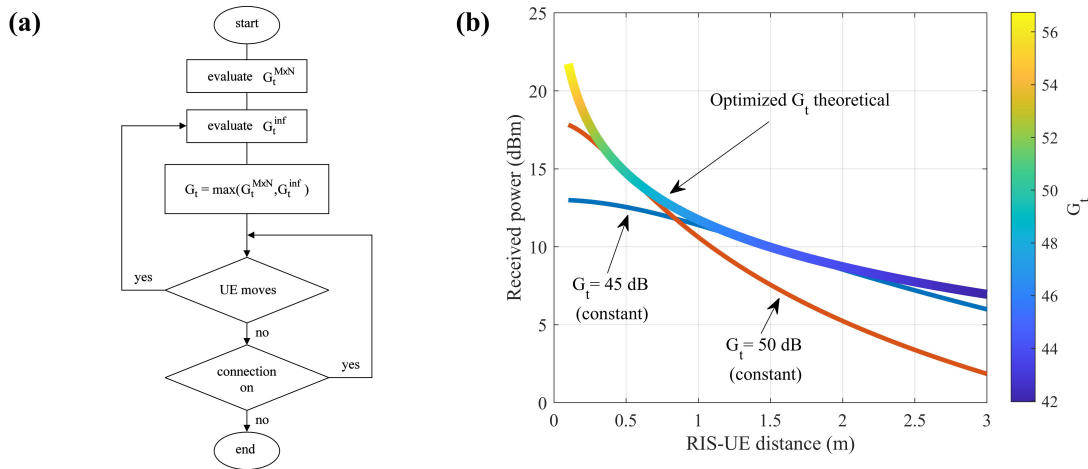 (a)
start
evaluate G_t^MxN
evaluate G_t^inf
G_t = max(G_t^MxN,G_t^inf )
yes
UE moves
no
yes
connection
on
no
end
(b)
25
20
15
10
5
0
Received power (dBm)
Optimized G_t theoretical
G_t= 45 dB
(constant)
G_t= 50 dB
(constant)
0 0.5 1 1.5 2 2.5 3
RIS-UE distance (m)
56
54
52
50
48
46
44
42
G_t